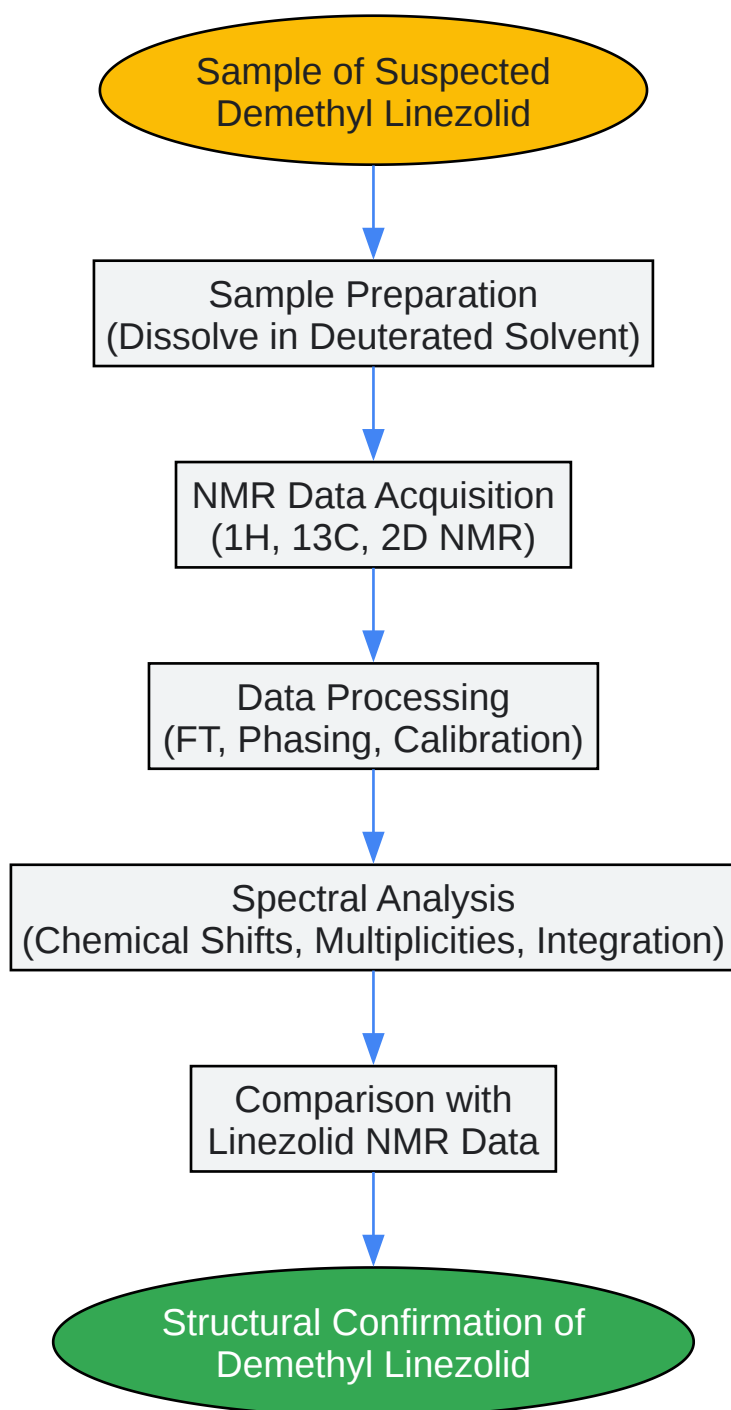 Sample of Suspected
Demethyl Linezolid
Sample Preparation
(Dissolve in Deuterated Solvent)
NMR Data Acquisition
(1H, 13C, 2D NMR)
Data Processing
(FT, Phasing, Calibration)
Spectral Analysis
(Chemical Shifts, Multiplicities, Integration)
Comparison with
Linezolid NMR Data
Structural Confirmation of
Demethyl Linezolid